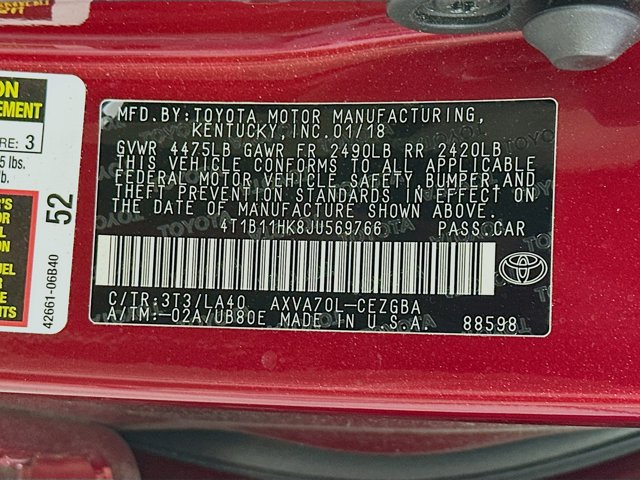 MFD.BY:TOYOTA MOTOR MANUFACTURING,
KENTUCKY,INC.01/18
GVWR 4475LB GAWR FR 2490LB RR 2420LB
THIS VEHICLE CONFORMS TO ALL APPLICABLE
FEDERAL MOTOR VEHICLE SAFETY,BUMPER,AND
THEFT PREVENTION STANDARDS IN EFFECT ON
THE DATE OF MANUFACTURE SHOWN ABOVE.
4T1B11HK8JU569766 PASS.CAR
C/TR:3T3/LA40 AXVA70L-CEZGBA
A/TM:-02A/UB80E MADE IN U.S.A. 88598
3
lbs.
52
42661-06B40